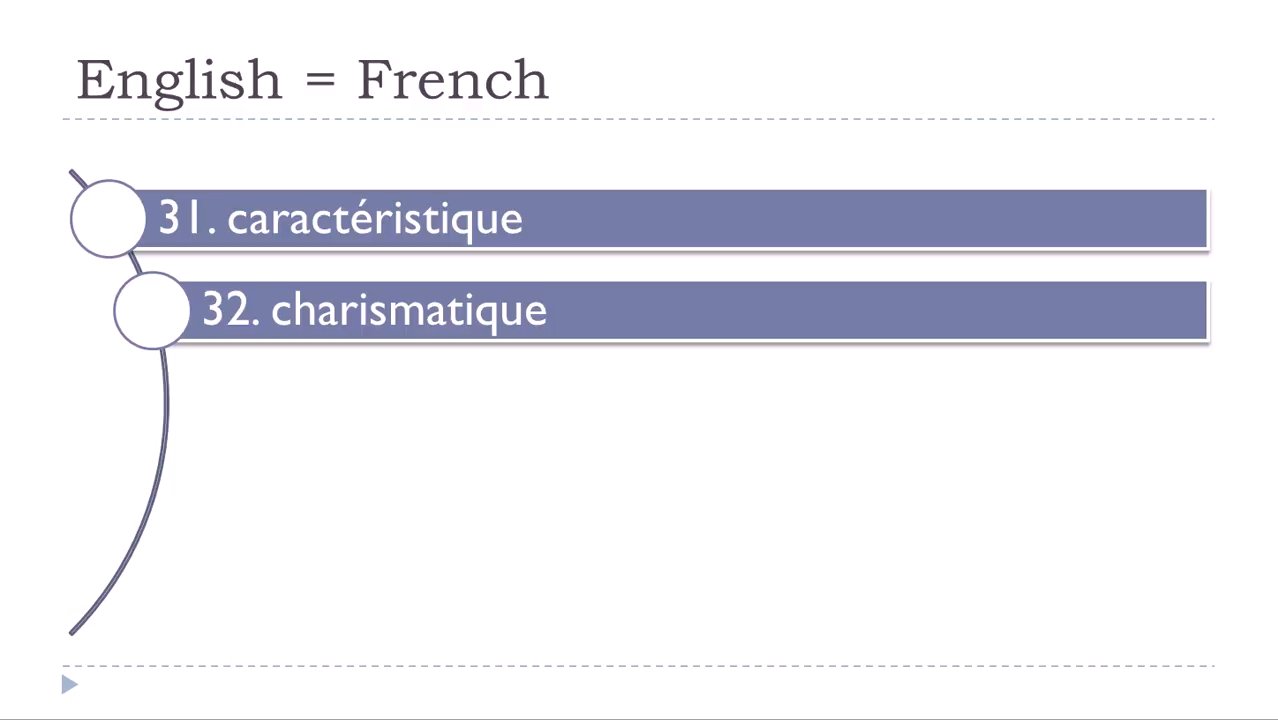 English = French
31. caractéristique
32. charismatique